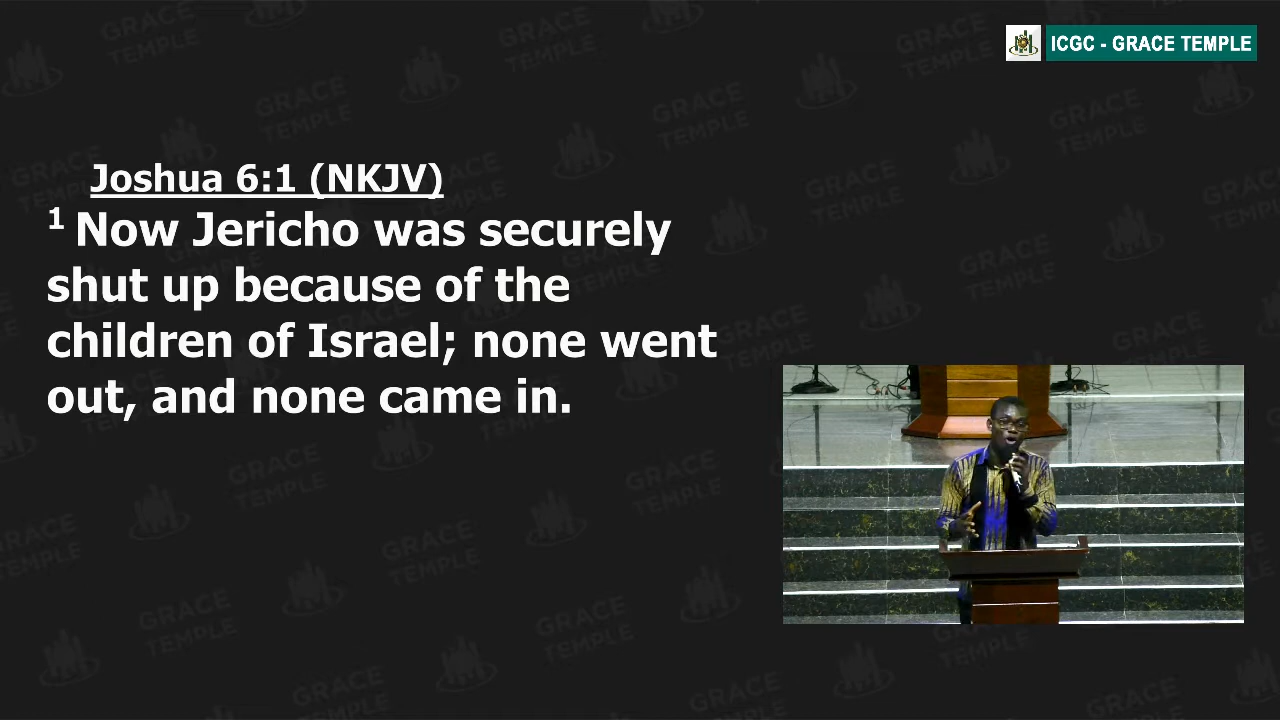 ICGC - GRACE TEMPLE
Joshua 6:1 (NKJV)
1 Now Jericho was securely
shut up because of the
children of Israel; none went
out, and none came in.